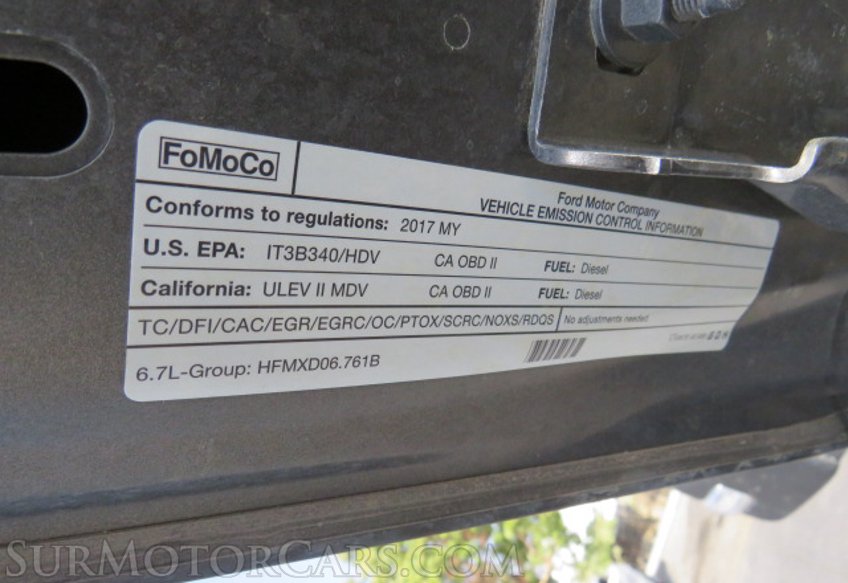 FoMoCo
Ford Motor Company
VEHICLE EMISSION CONTROL INFORMATION
Conforms to regulations: 2017 MY
U.S. EPA: IT3B340/HDV CA OBD II FUEL: Diesel
California: ULEV II MDV CA OBD II FUEL: Diesel
TC/DFI/CAC/EGR/EGRC/OC/PTOX/SCRC/NOXS/RDQS No adjustments needed.
6.7L-Group: HFMXD06.761B
SURMOTORCARS.COM